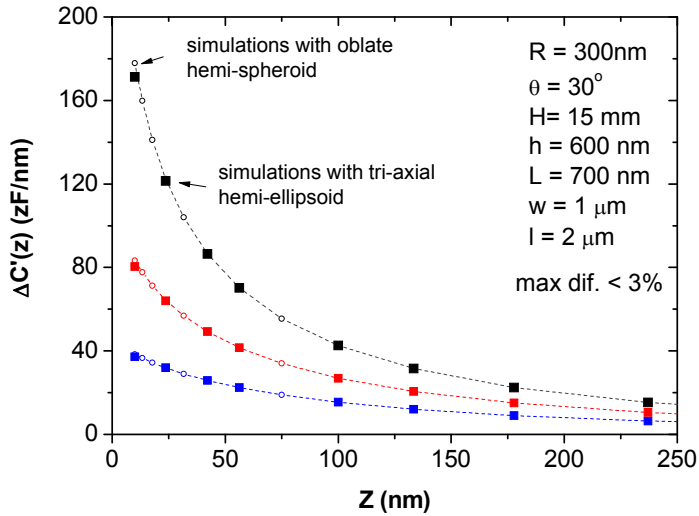 200
160
120
80
40
0
ΔC'(z) (zF/nm)
simulations with oblate
hemi-spheroid
simulations with tri-axial
hemi-ellipsoid
R = 300nm
θ = 30°
H= 15 mm
h = 600 nm
L = 700 nm
w = 1 μm
l = 2 μm
max dif. < 3%
0 50 100 150 200 250
Z (nm)